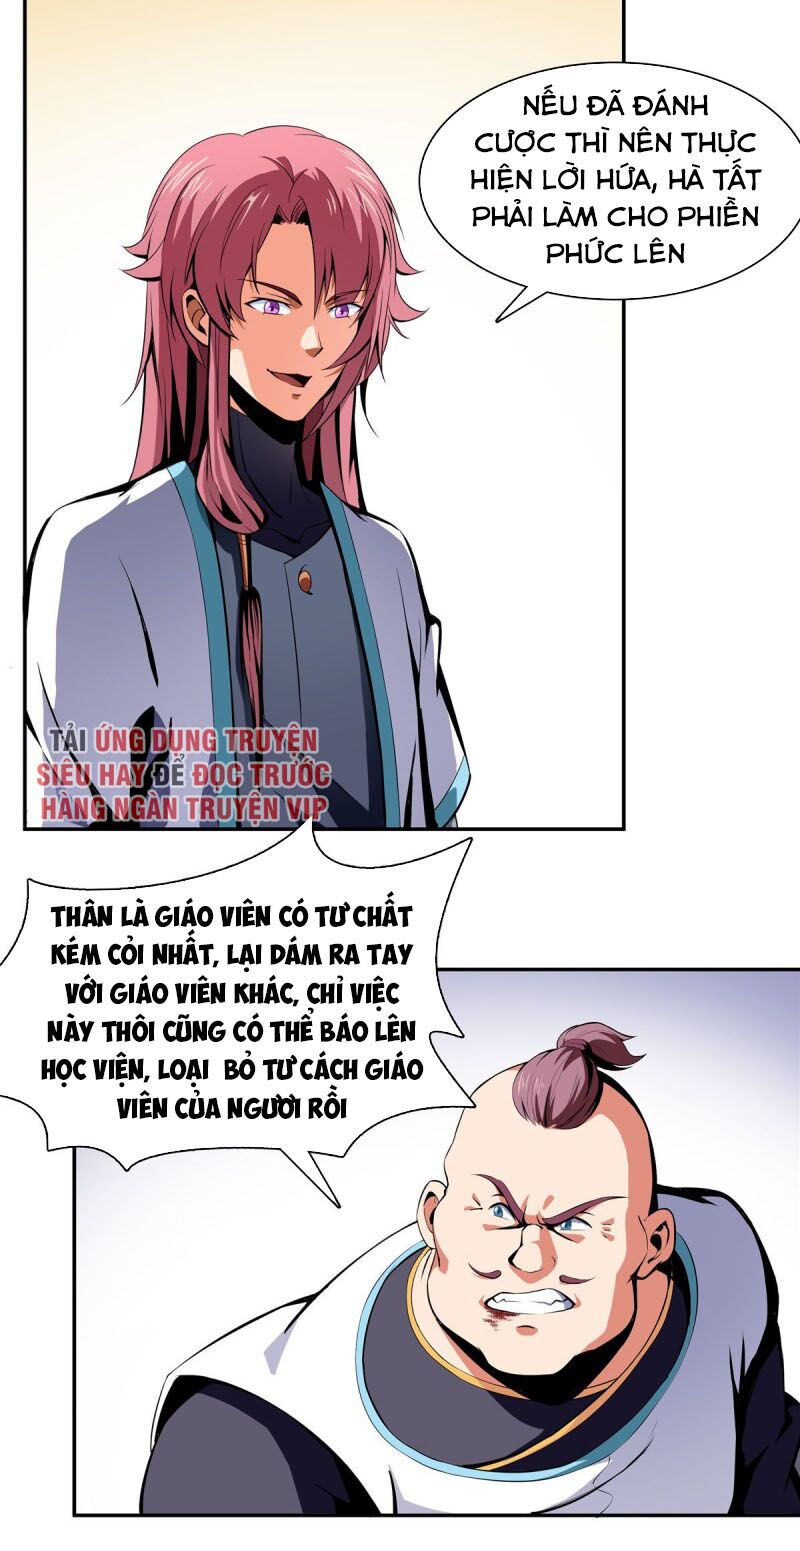 NẾU ĐÃ ĐÁNH
CƯỢC THÌ NÊN THỰC
HIỆN LỜI HỨA, HÀ TẤT
PHẢI LÀM CHO PHIỀN
PHỨC LÊN
TẢI ỨNG DỤNG TRUYỆN
SIÊU HAY ĐỂ ĐỌC TRƯỚC
HÀNG NGÀN TRUYỆN VIP
THÂN LÀ GIÁO VIÊN CÓ TƯ CHẤT
KÉM CỎI NHẤT, LẠI DÁM RA TAY
VỚI GIÁO VIÊN KHÁC, CHỈ VIỆC
NÀY THÔI CŨNG CÓ THỂ BÁO LÊN
HỌC VIỆN, LOẠI BỎ TƯ CÁCH GIÁO
VIÊN CỦA NGƯƠI RỒI